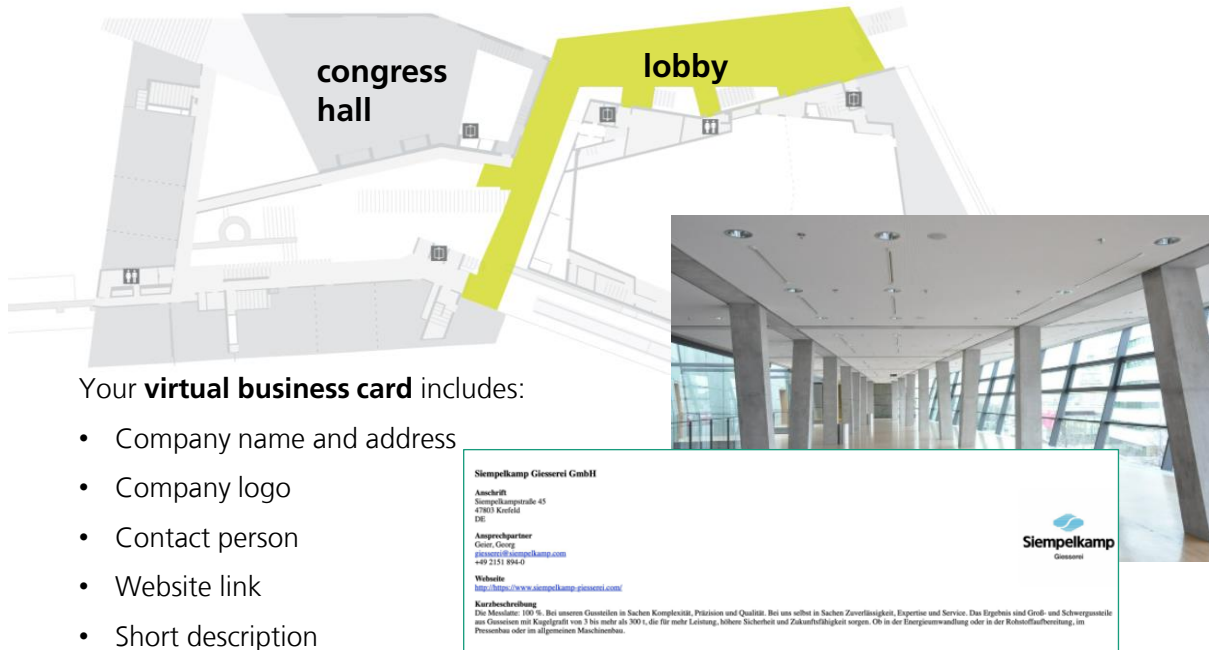 congress
hall
lobby
Your virtual business card includes:
• Company name and address
• Company logo
• Contact person
• Website link
• Short description
Siempelkamp Giesserei GmbH
Anschrift
Siempelkampstraße 45
47803 Krefeld
DE
Ansprechpartner
Geier, Georg
giesserei@siempelkamp.com
+49 2151 894-0
Webseite
http://https://www.siempelkamp-giesserei.com/
Kurzbeschreibung
Die Messlatte: 100 %. Bei unseren Gussteilen in Sachen Komplexität, Präzision und Qualität. Bei uns selbst in Sachen Zuverlässigkeit, Expertise und Service. Das Ergebnis sind Groß- und Schwergussteile
aus Gusseisen mit Kugelgrafit von 3 bis mehr als 300 t, die für mehr Leistung, höhere Sicherheit und Zukunftsfähigkeit sorgen. Ob in der Energieumwandlung oder in der Rohstoffaufbereitung, im
Pressenbau oder im allgemeinen Maschinenbau.
Siempelkamp
Giesserei